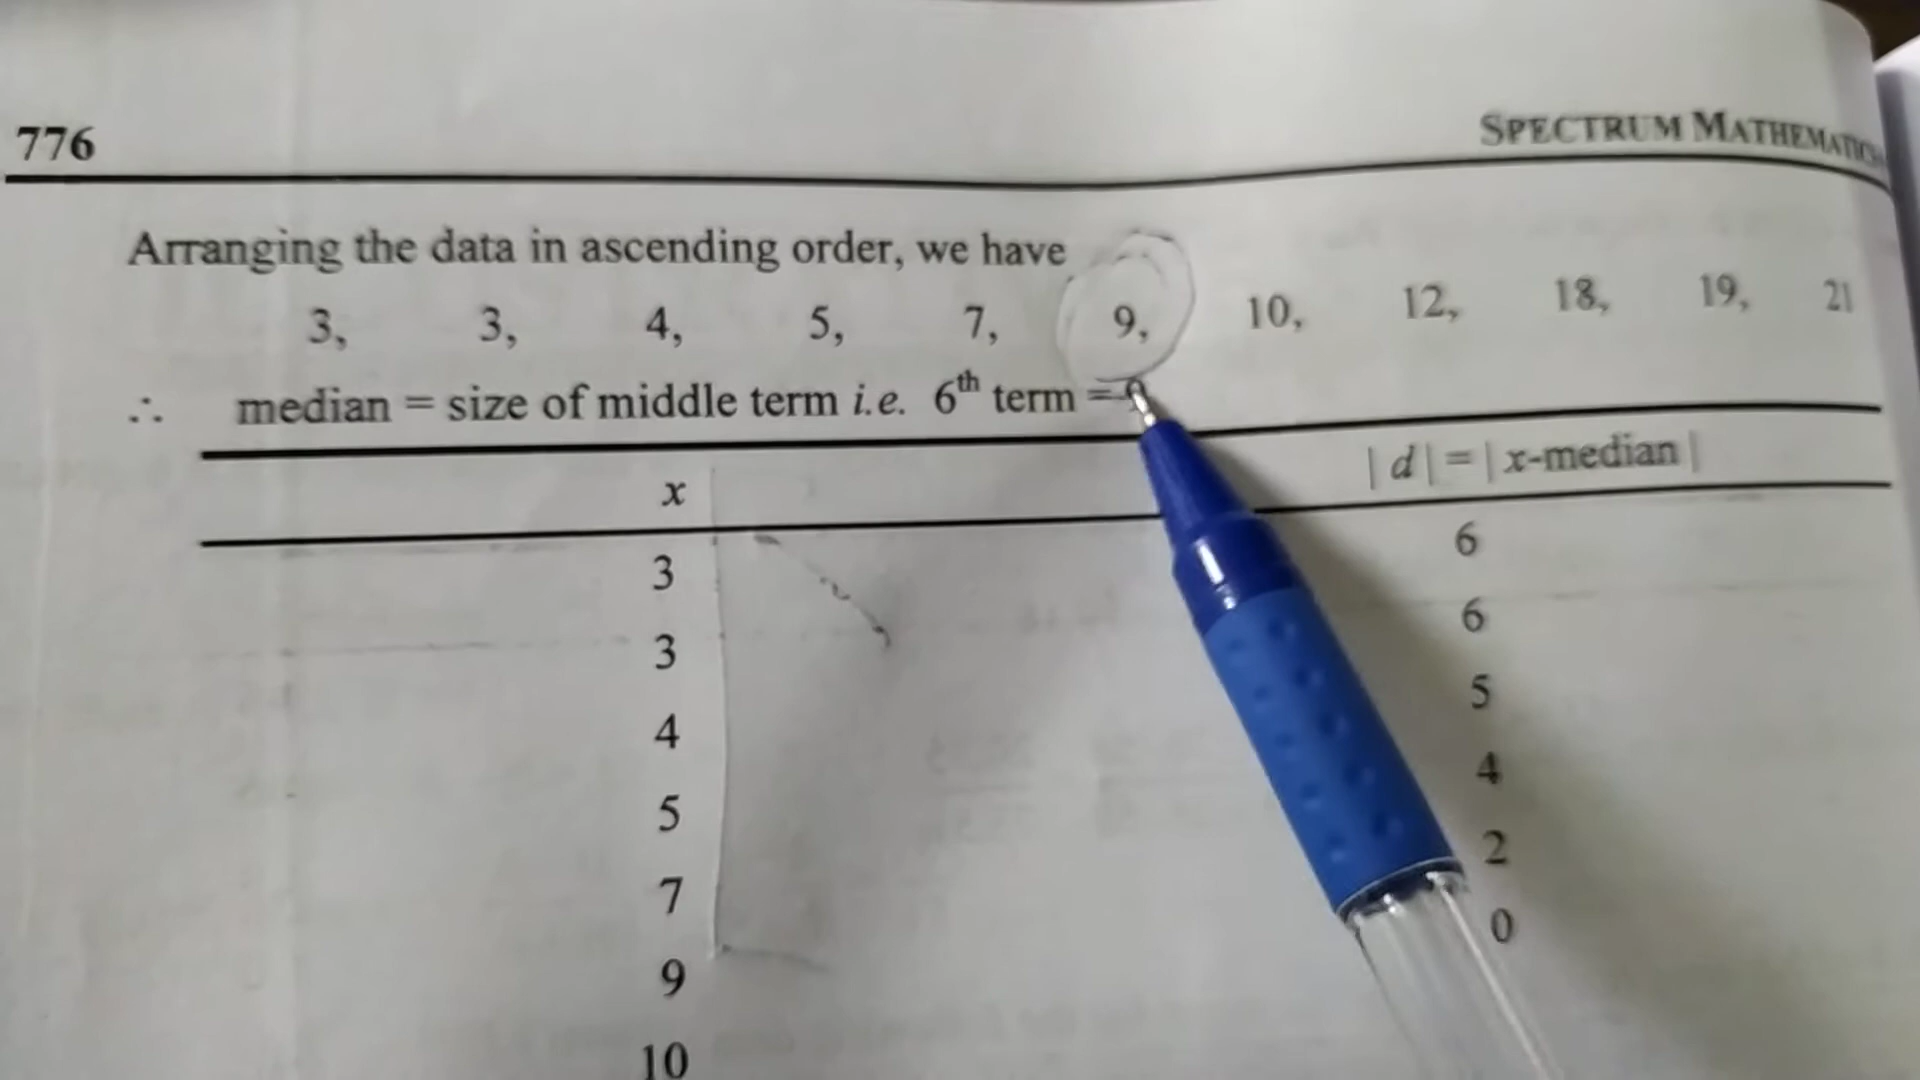 776
SPECTRUM MATHEMATICS
Arranging the data in ascending order, we have
3, 3, 4, 5, 7, 9, 10, 12, 18, 19, 21
∴ median = size of middle term i.e. 6th term = 9
x | d | = | x-median |
3 6
3 6
4 5
5 4
7 2
9 0
10